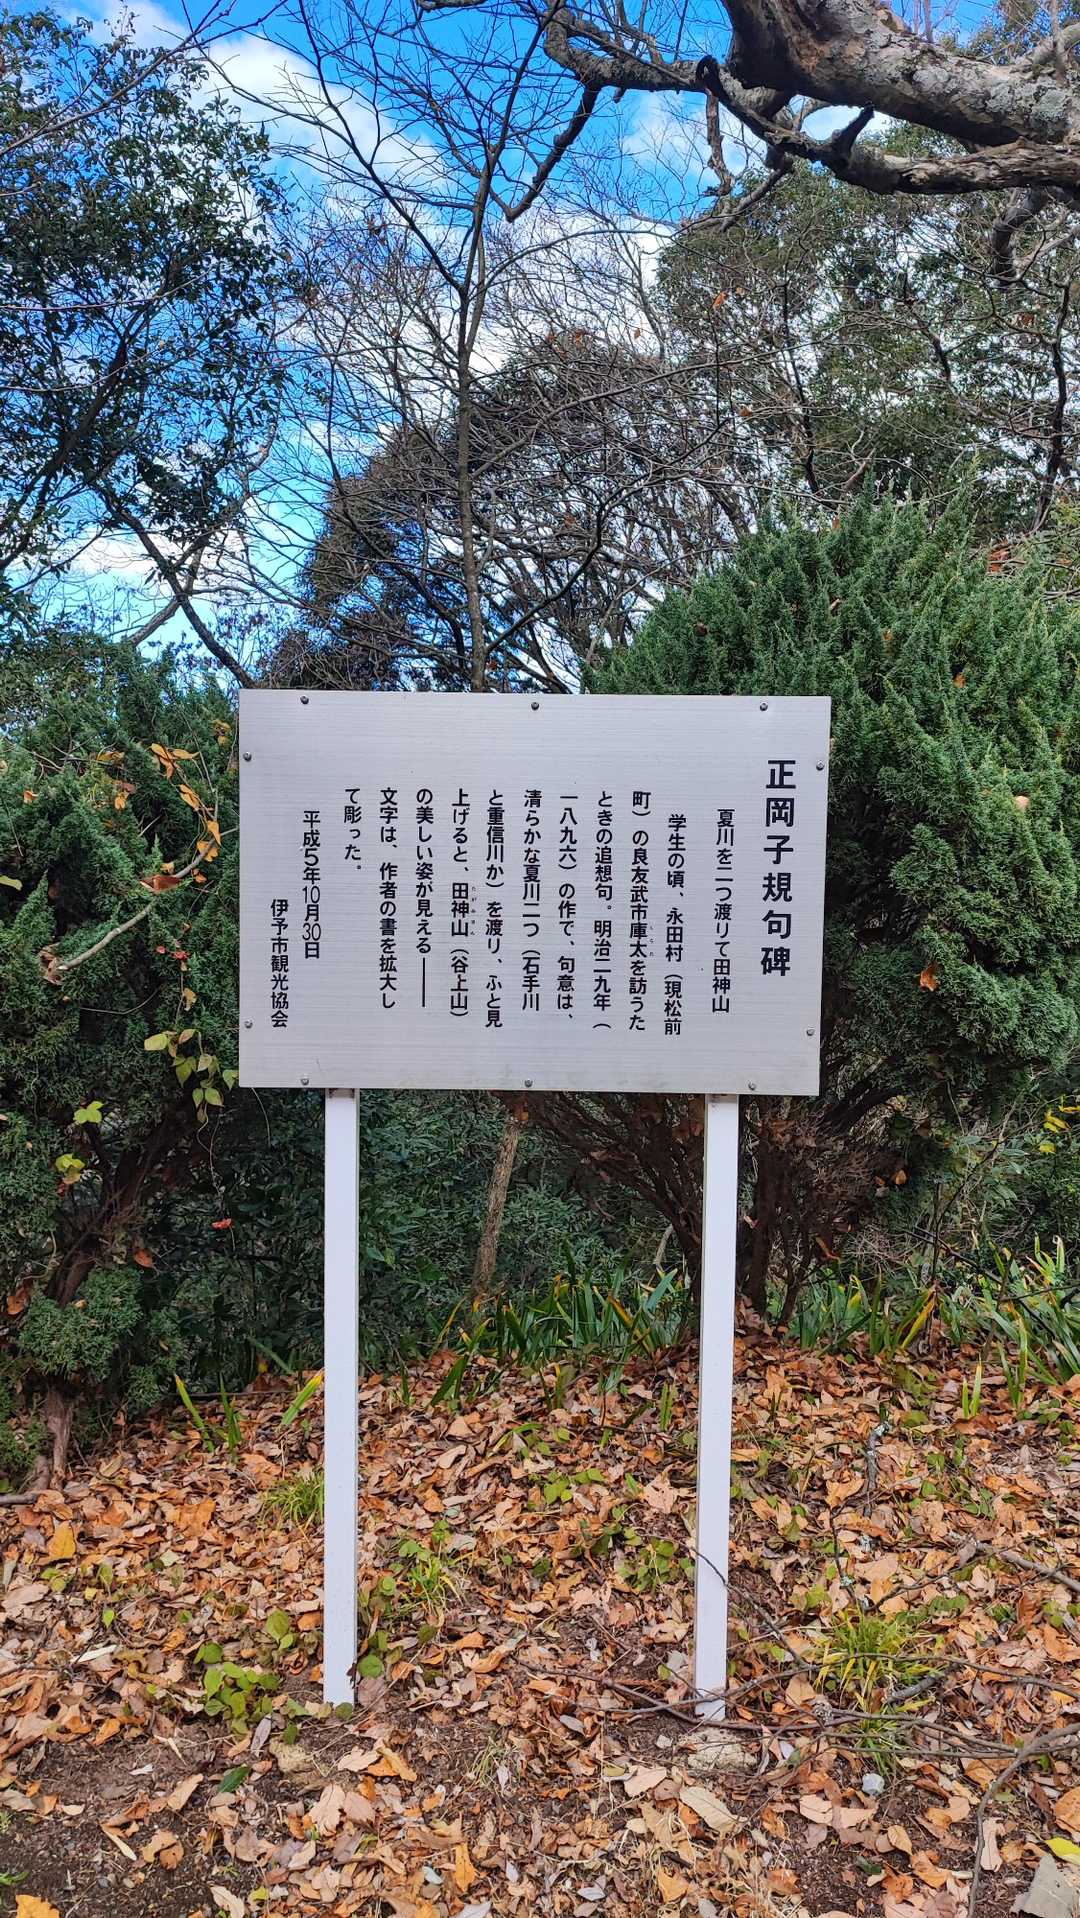 正岡子規句碑
夏川を二つ渡りて田神山
学生の頃、永田村（現松前
町）の良友武市庫太を訪うた
ときの追想句。明治二九年（
一八九六）の作で、句意は、
清らかな夏川二つ（石手川
と重信川か）を渡り、ふと見
上げると、田神山（谷上山）
の美しい姿が見える――
文字は、作者の書を拡大し
て彫った。
平成5年10月30日
伊予市観光協会